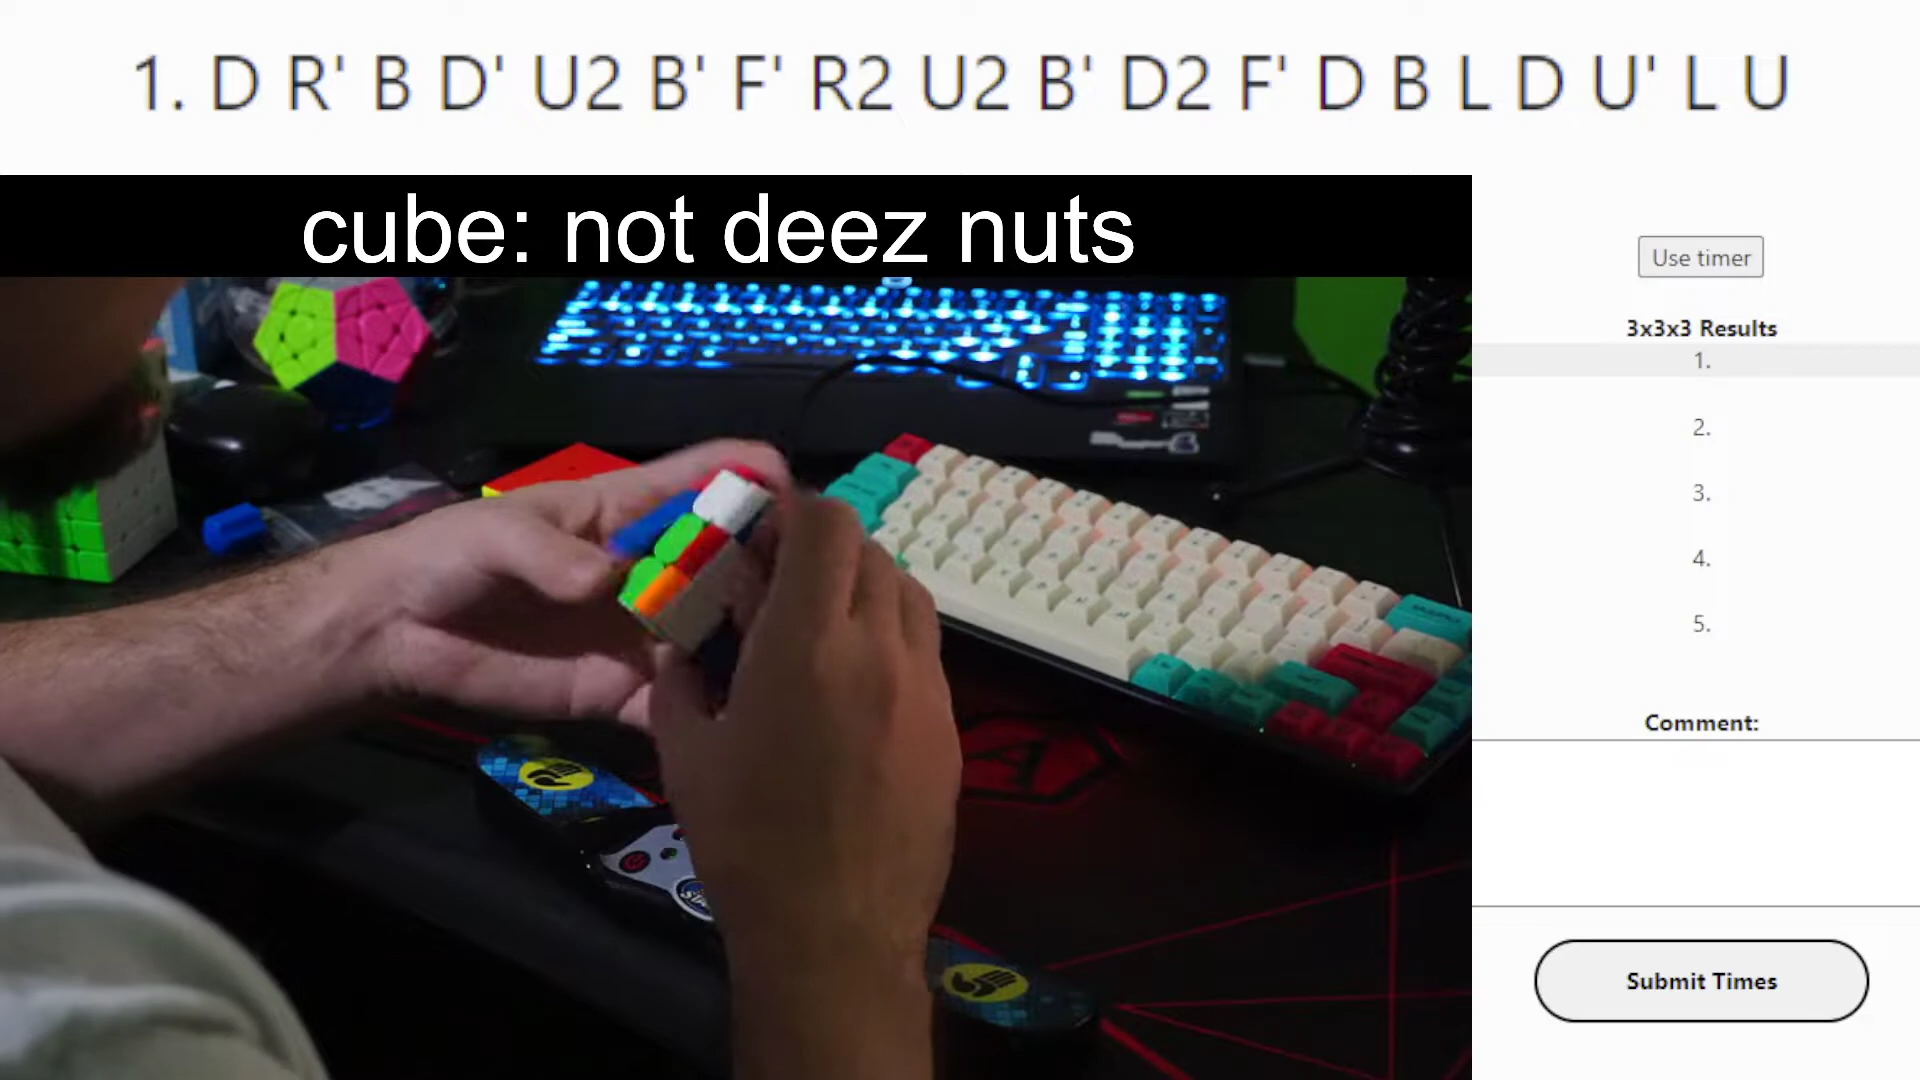 1. D R' B D' U2 B' F' R2 U2 B' D2 F' D B L D U' L U
cube: not deez nuts
Use timer
3x3x3 Results
1.
2.
3.
4.
5.
Comment:
Submit Times